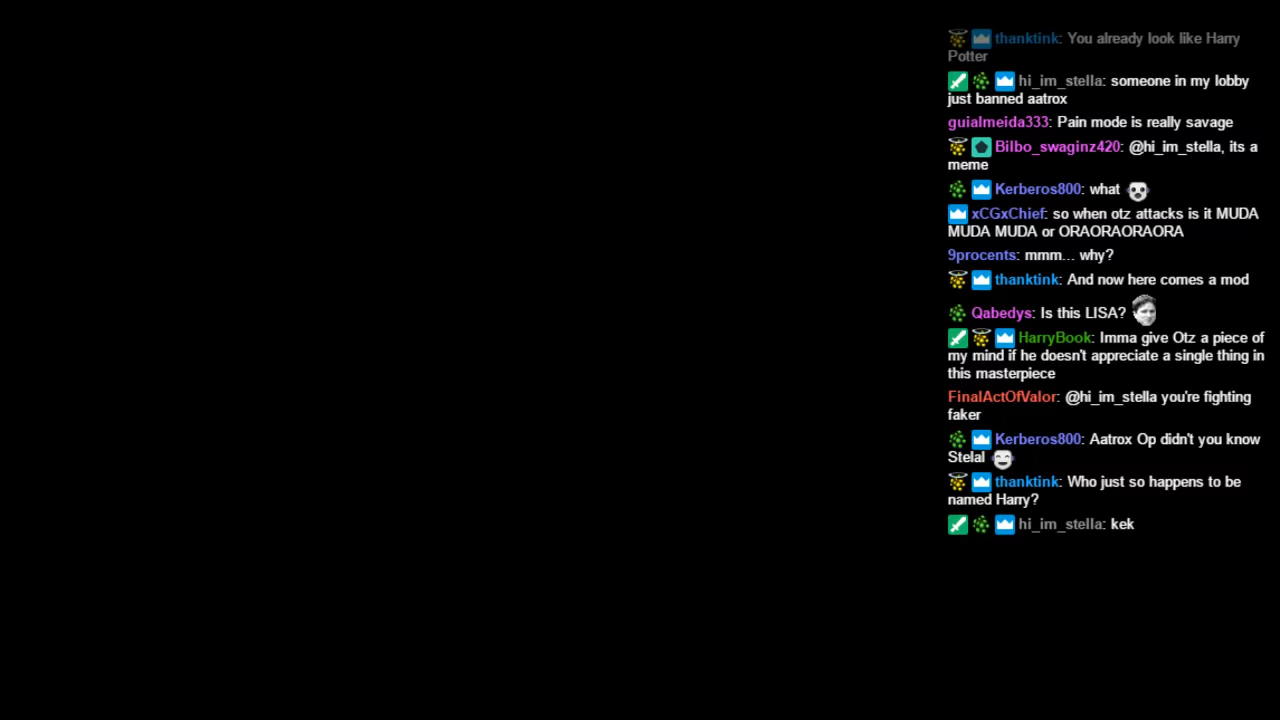 thanktink: You already look like Harry
Potter
hi_im_stella: someone in my lobby
just banned aatrox
guialmeida333: Pain mode is really savage
Bilbo_swaginz420: @hi_im_stella, its a
meme
Kerberos800: what
xCGxChief: so when otz attacks is it MUDA
MUDA MUDA or ORAORAORAORA
9procents: mmm... why?
thanktink: And now here comes a mod
Qabedys: Is this LISA?
HarryBook: Imma give Otz a piece of
my mind if he doesn't appreciate a single thing in
this masterpiece
FinalActOfValor: @hi_im_stella you're fighting
faker
Kerberos800: Aatrox Op didn't you know
Stelal
thanktink: Who just so happens to be
named Harry?
hi_im_stella: kek